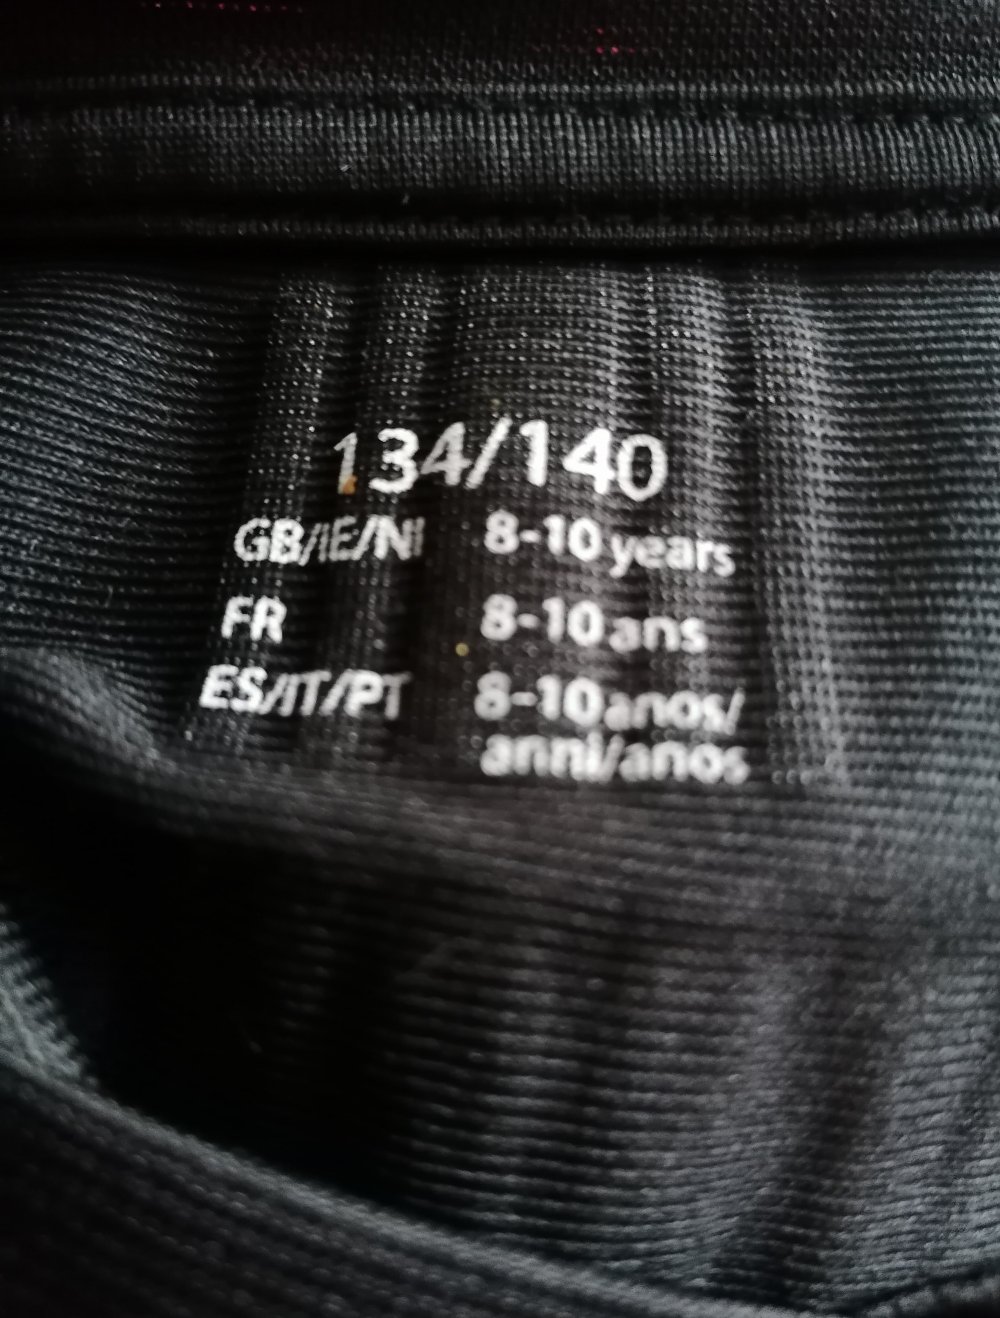 134/140
GB/IE/NI 8-10 years
FR 8-10 ans
ES/IT/PT 8-10 anos/
anni/anos